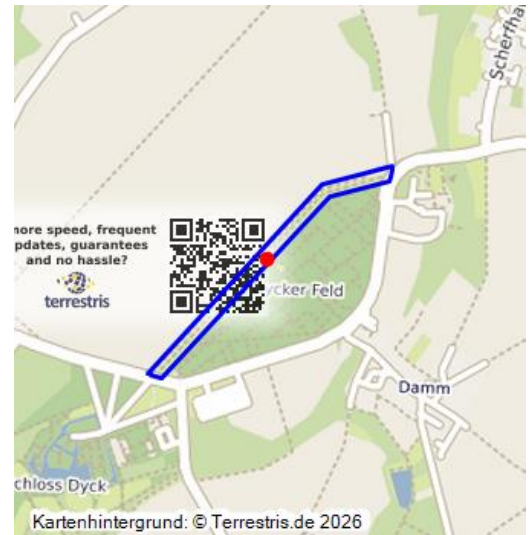 Scherfha
more speed, frequent
pdates, guarantees
and no hassle?
terrestris
ycker Feld
Damm
chloss Dyck
Kartenhintergrund: © Terrestris.de 2026